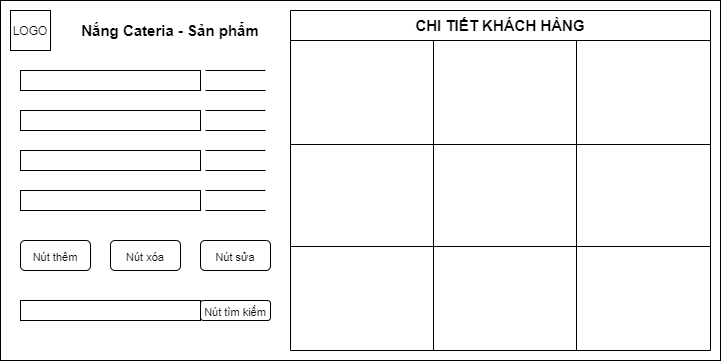 LOGO
Nắng Cateria - Sản phẩm
CHI TIẾT KHÁCH HÀNG
Nút thêm
Nút xóa
Nút sửa
Nút tìm kiếm